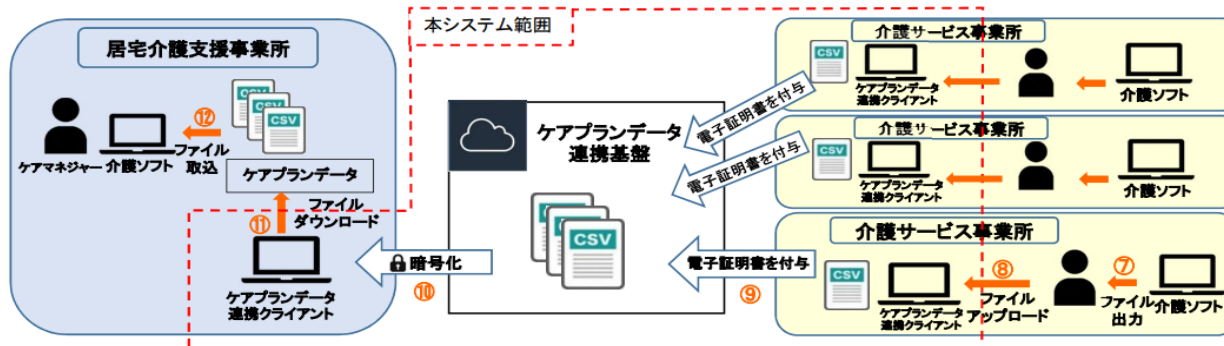 本システム範囲
居宅介護支援事業所
CSV
CSV
CSV
⑫
ファイル
取込
ケアマネジャー
介護ソフト
ケアプランデータ
⑪
ファイル
ダウンロード
ケアプランデータ
連携クライアント
暗号化
⑩
ケアプランデータ
連携基盤
CSV
CSV
CSV
電子証明書を付与
電子証明書を付与
電子証明書を付与
⑨
介護サービス事業所
CSV
ケアプランデータ
連携クライアント
介護ソフト
介護サービス事業所
CSV
ケアプランデータ
連携クライアント
介護ソフト
介護サービス事業所
CSV
ケアプランデータ
連携クライアント
⑧
ファイル
アップロード
⑦
ファイル
出力
介護ソフト